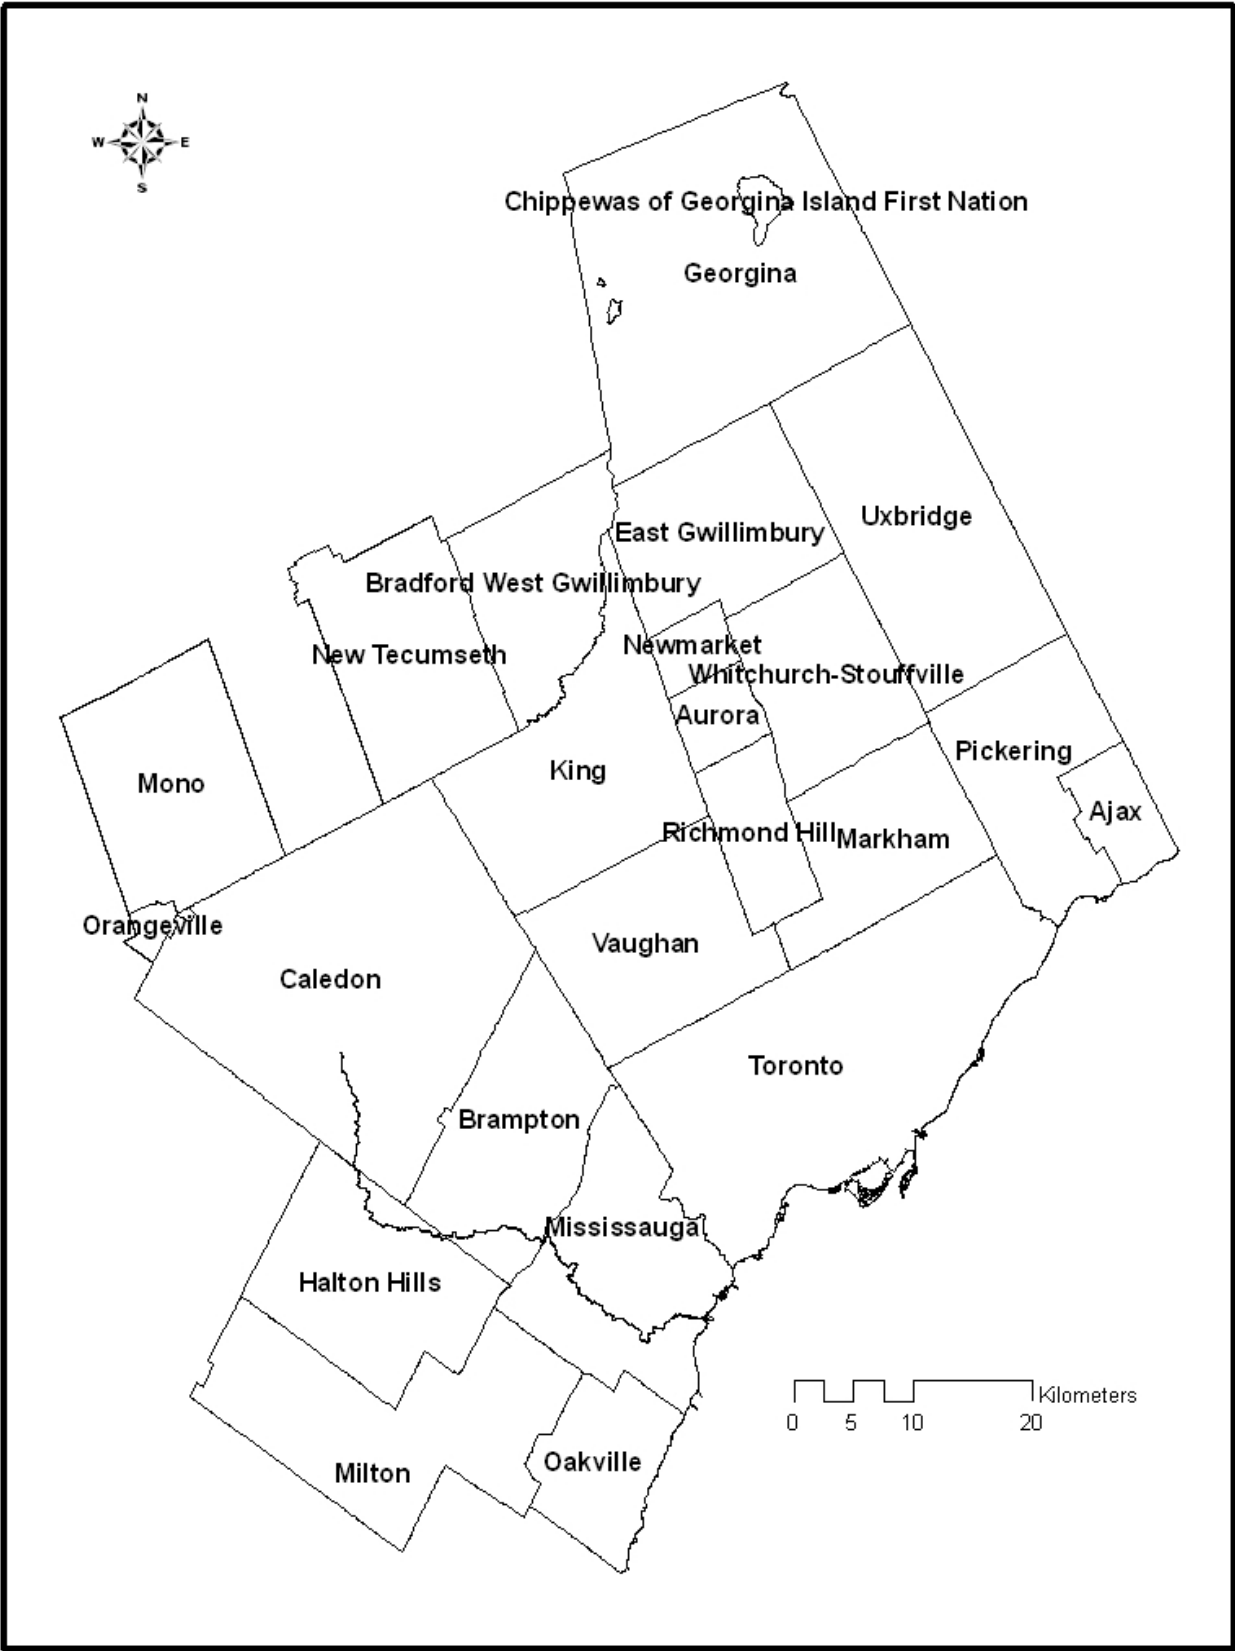 N
W E
S
Chippewas of Georgina Island First Nation
Georgina
Uxbridge
East Gwillimbury
Bradford West Gwillimbury
Newmarket
New Tecumseth
Whitchurch-Stouffville
Aurora
Pickering
King
Mono
Ajax
Richmond Hill
Markham
Orangeville
Vaughan
Caledon
Toronto
Brampton
Mississauga
Halton Hills
Kilometers
0 5 10 20
Oakville
Milton